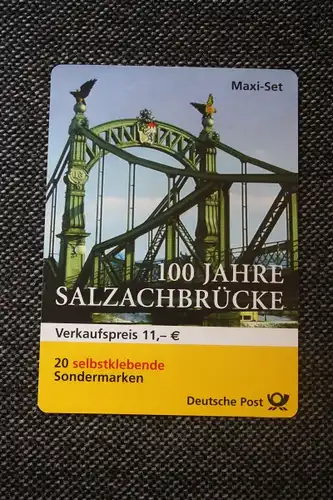 Maxi-Set
100 JAHRE
SALZACHBRÜCKE
Verkaufspreis 11,– €
20 selbstklebende
Sondermarken
Deutsche Post